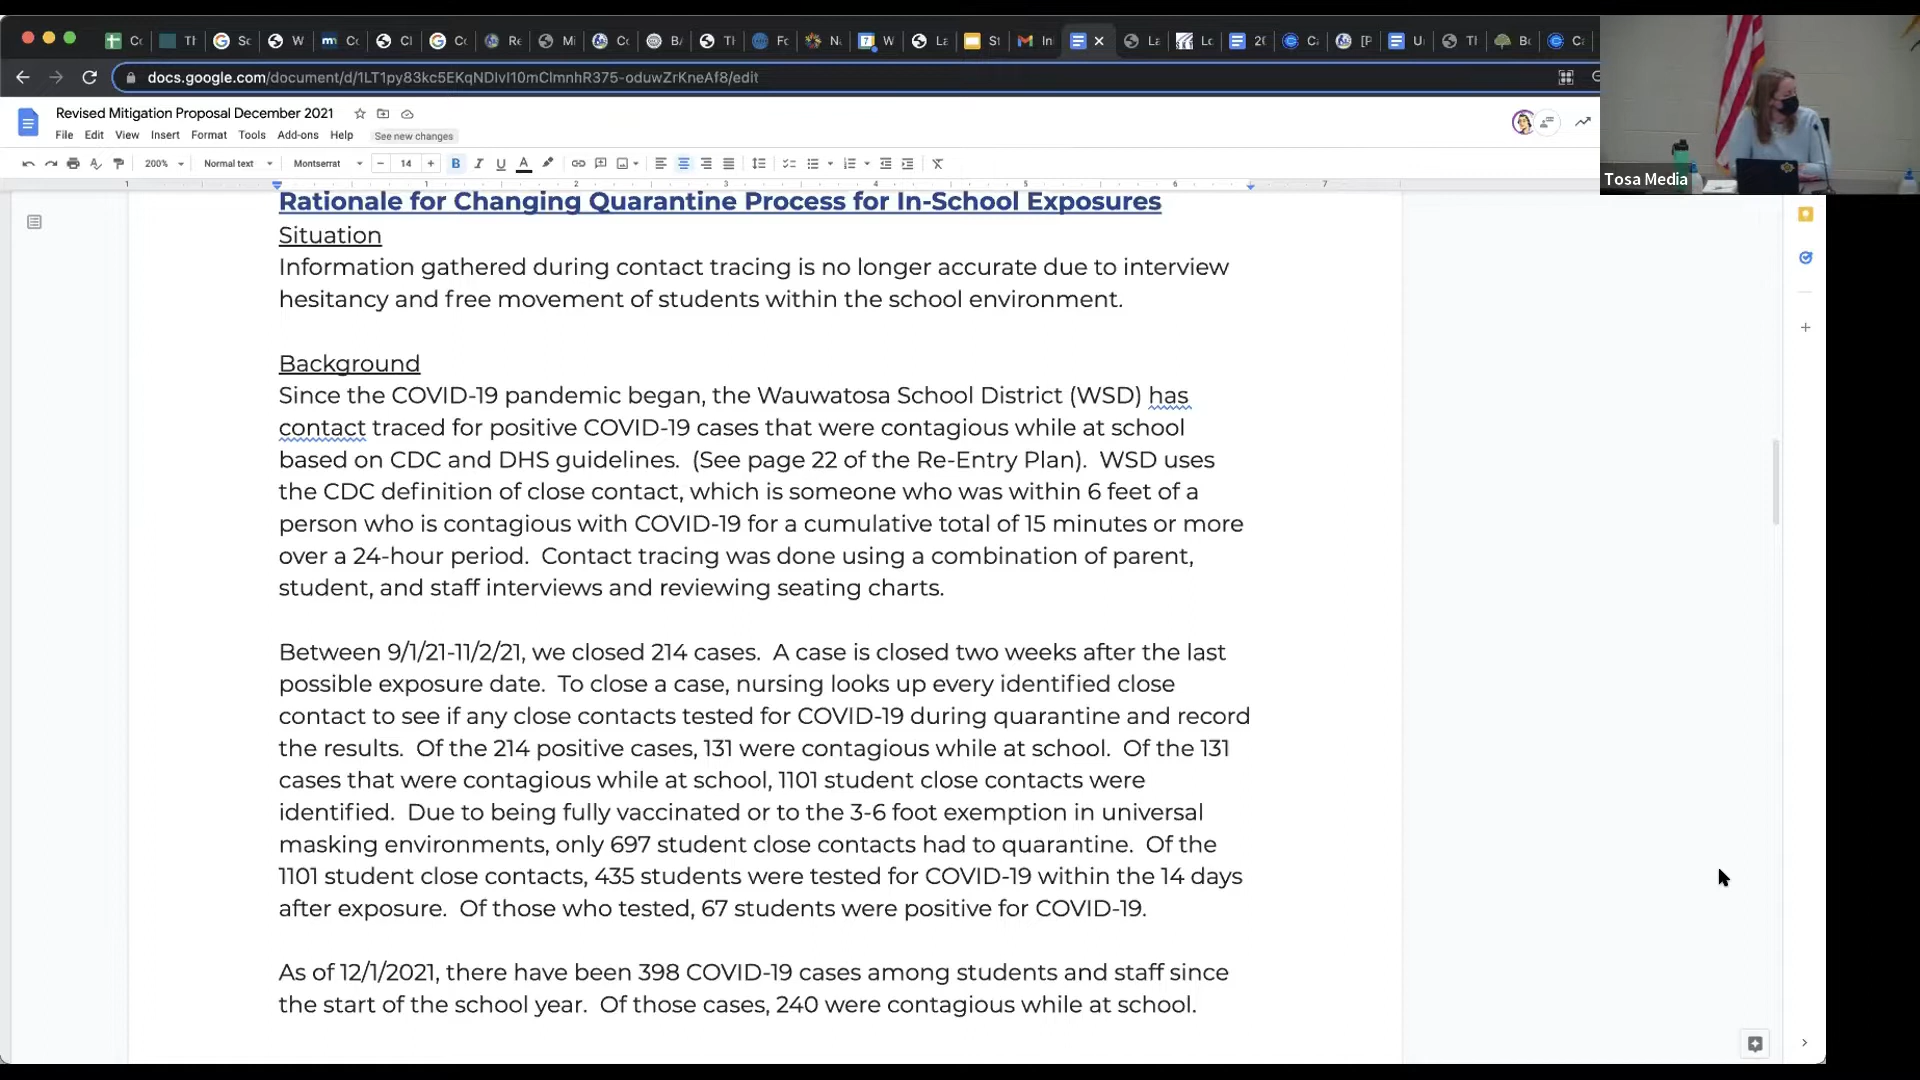 docs.google.com/document/d/1LT1py83kc5EKqNDIvI10mClmnhR375-oduwZrKneAf8/edit
Revised Mitigation Proposal December 2021
File Edit View Insert Format Tools Add-ons Help See new changes
200% Normal text Montserrat 14
Tosa Media
1 1 2 3 4 5 6 7
Rationale for Changing Quarantine Process for In-School Exposures
Situation
Information gathered during contact tracing is no longer accurate due to interview
hesitancy and free movement of students within the school environment.
Background
Since the COVID-19 pandemic began, the Wauwatosa School District (WSD) has
contact traced for positive COVID-19 cases that were contagious while at school
based on CDC and DHS guidelines.  (See page 22 of the Re-Entry Plan).  WSD uses
the CDC definition of close contact, which is someone who was within 6 feet of a
person who is contagious with COVID-19 for a cumulative total of 15 minutes or more
over a 24-hour period.  Contact tracing was done using a combination of parent,
student, and staff interviews and reviewing seating charts.
Between 9/1/21-11/2/21, we closed 214 cases.  A case is closed two weeks after the last
possible exposure date.  To close a case, nursing looks up every identified close
contact to see if any close contacts tested for COVID-19 during quarantine and record
the results.  Of the 214 positive cases, 131 were contagious while at school.  Of the 131
cases that were contagious while at school, 1101 student close contacts were
identified.  Due to being fully vaccinated or to the 3-6 foot exemption in universal
masking environments, only 697 student close contacts had to quarantine.  Of the
1101 student close contacts, 435 students were tested for COVID-19 within the 14 days
after exposure.  Of those who tested, 67 students were positive for COVID-19.
As of 12/1/2021, there have been 398 COVID-19 cases among students and staff since
the start of the school year.  Of those cases, 240 were contagious while at school.